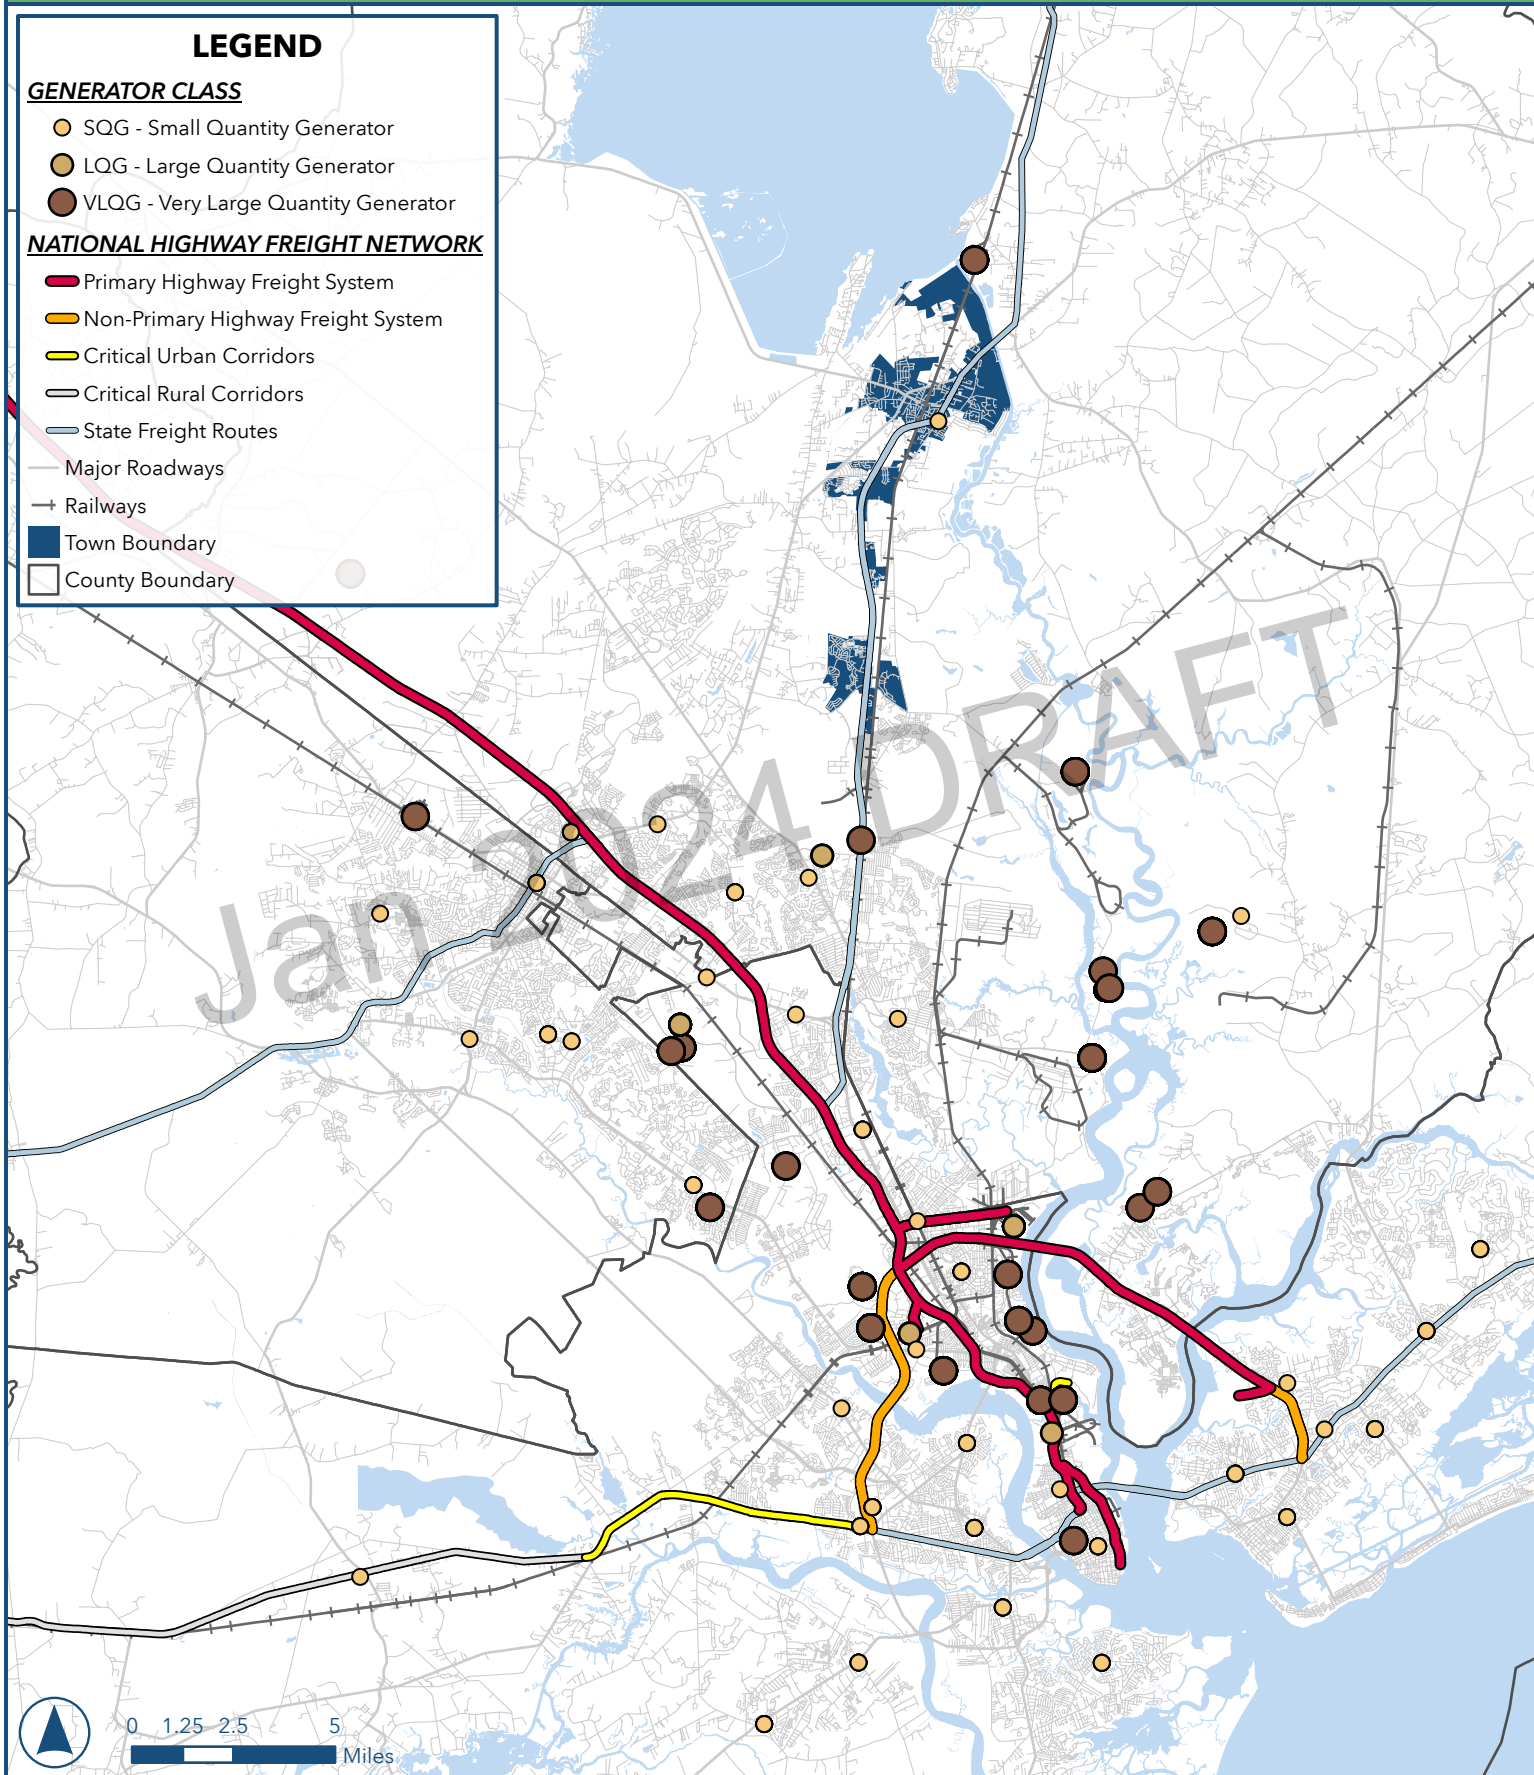 LEGEND
GENERATOR CLASS
SQG - Small Quantity Generator
LQG - Large Quantity Generator
VLQG - Very Large Quantity Generator
NATIONAL HIGHWAY FREIGHT NETWORK
Primary Highway Freight System
Non-Primary Highway Freight System
Critical Urban Corridors
Critical Rural Corridors
State Freight Routes
Major Roadways
Railways
Town Boundary
County Boundary
Jan 2024 DRAFT
0 1.25 2.5 5
Miles